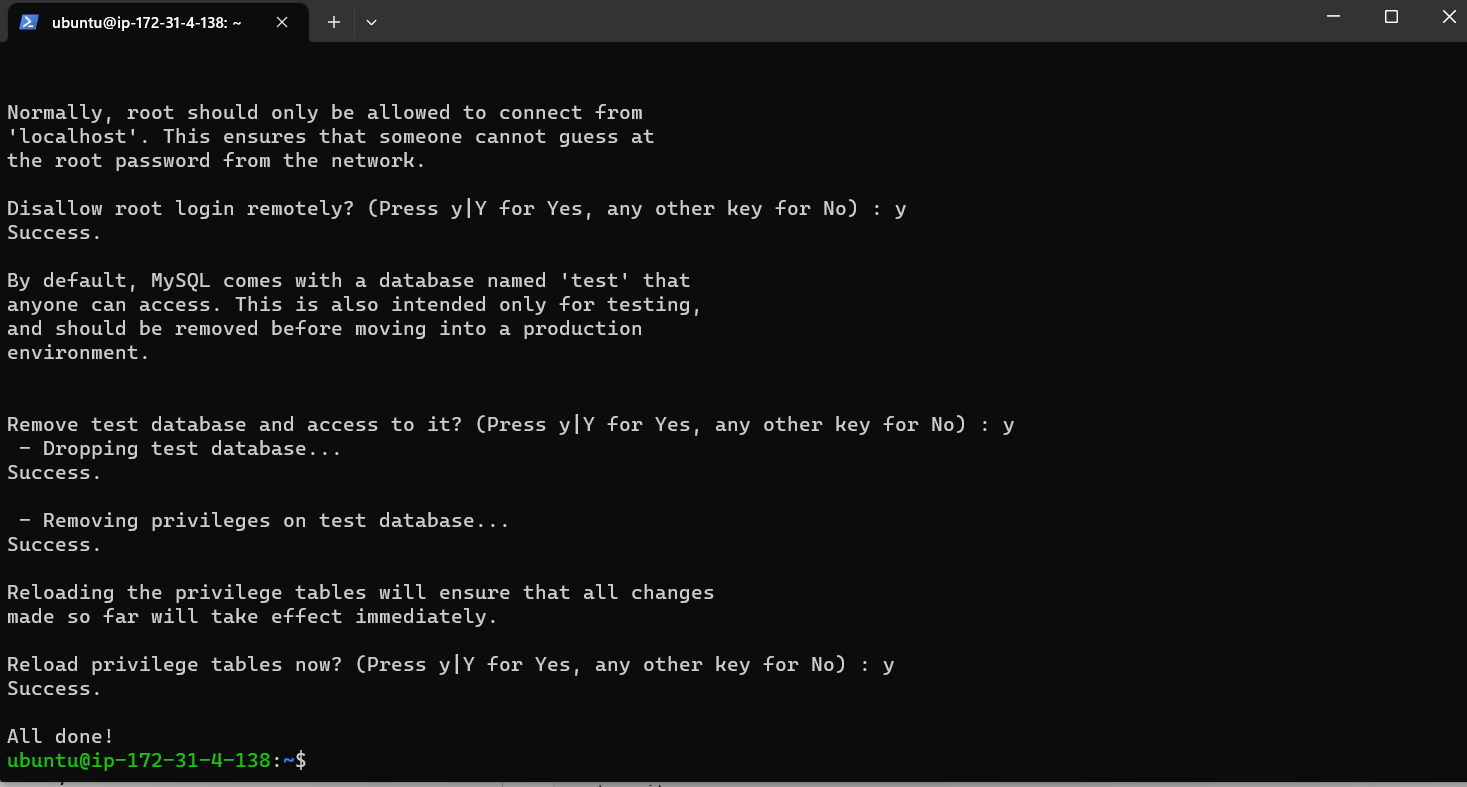 ubuntu@ip-172-31-4-138: ~
Normally, root should only be allowed to connect from
'localhost'. This ensures that someone cannot guess at
the root password from the network.
Disallow root login remotely? (Press y|Y for Yes, any other key for No) : y
Success.
By default, MySQL comes with a database named 'test' that
anyone can access. This is also intended only for testing,
and should be removed before moving into a production
environment.
Remove test database and access to it? (Press y|Y for Yes, any other key for No) : y
 - Dropping test database...
Success.
 - Removing privileges on test database...
Success.
Reloading the privilege tables will ensure that all changes
made so far will take effect immediately.
Reload privilege tables now? (Press y|Y for Yes, any other key for No) : y
Success.
All done!
ubuntu@ip-172-31-4-138:~$